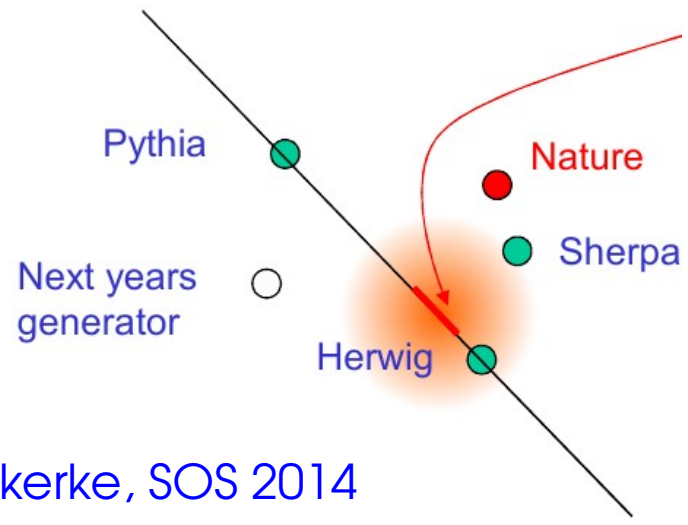 Pythia
Nature
Sherpa
Next years
generator
Herwig
kerke, SOS 2014